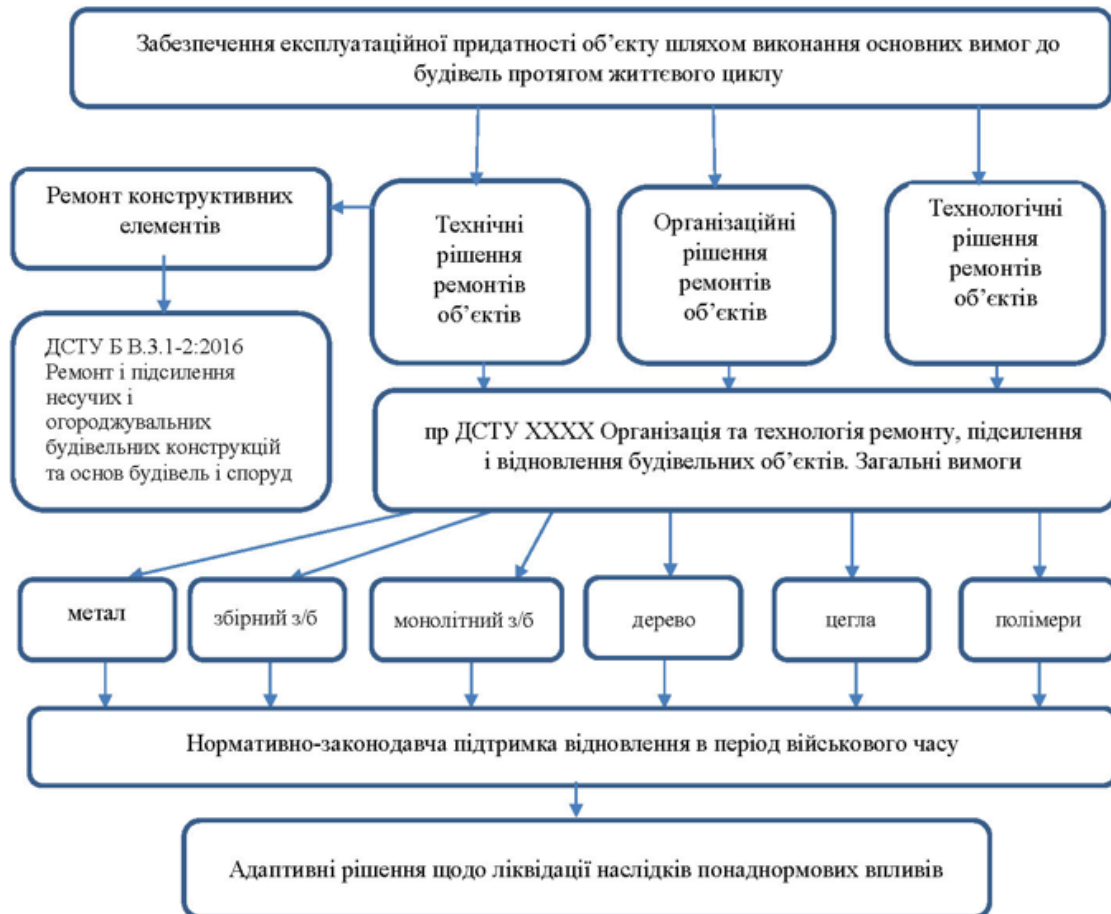 Забезпечення експлуатаційної придатності об’єкту шляхом виконання основних вимог до
будівель протягом життєвого циклу
Ремонт конструктивних
елементів
Технічні
рішення
ремонтів
об’єктів
Організаційні
рішення
ремонтів
об’єктів
Технологічні
рішення
ремонтів
об’єктів
ДСТУ Б В.3.1-2:2016
Ремонт і підсилення
несучих і
огороджувальних
будівельних конструкцій
та основ будівель і споруд
пр ДСТУ ХХХХ Організація та технологія ремонту, підсилення
і відновлення будівельних об’єктів. Загальні вимоги
метал
збірний з/б
монолітний з/б
дерево
цегла
полімери
Нормативно-законодавча підтримка відновлення в період військового часу
Адаптивні рішення щодо ліквідації наслідків понаднормових впливів